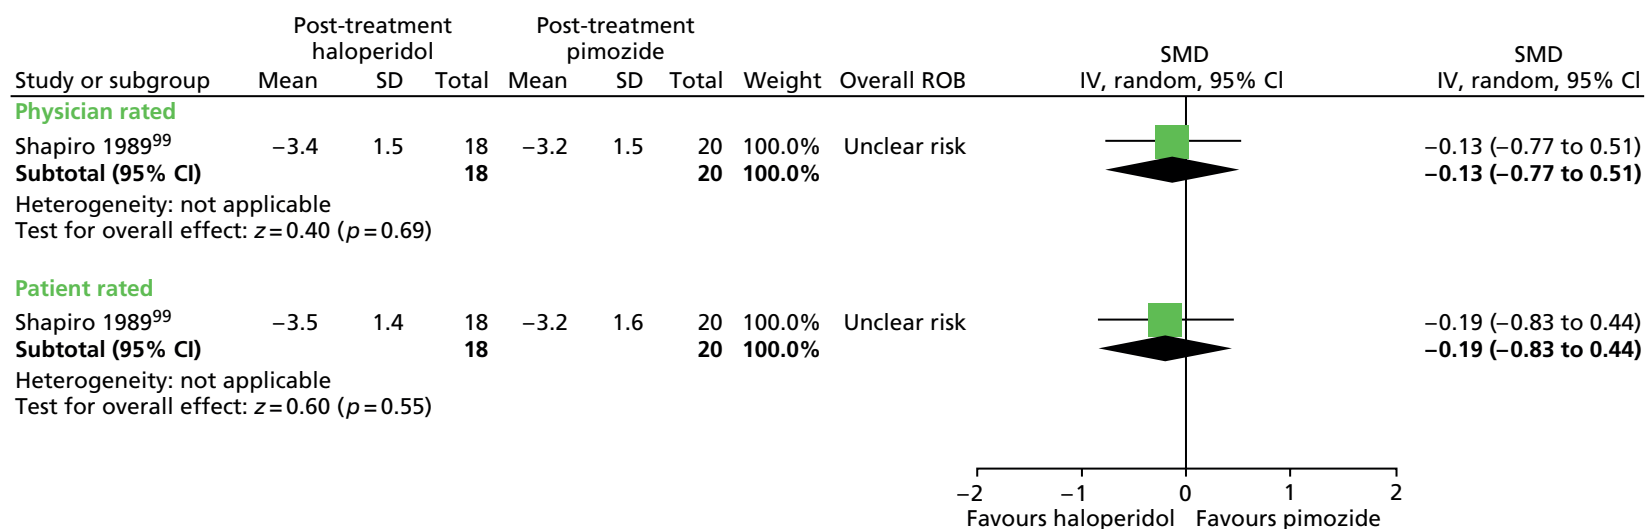 Post-treatment haloperidol Post-treatment pimozide SMD SMD
Study or subgroup Mean SD Total Mean SD Total Weight Overall ROB IV, random, 95% CI IV, random, 95% CI
Physician rated
Shapiro 1989⁹⁹ −3.4 1.5 18 −3.2 1.5 20 100.0% Unclear risk −0.13 (−0.77 to 0.51)
Subtotal (95% CI) 18 20 100.0% −0.13 (−0.77 to 0.51)
Heterogeneity: not applicable
Test for overall effect: z=0.40 (p=0.69)
Patient rated
Shapiro 1989⁹⁹ −3.5 1.4 18 −3.2 1.6 20 100.0% Unclear risk −0.19 (−0.83 to 0.44)
Subtotal (95% CI) 18 20 100.0% −0.19 (−0.83 to 0.44)
Heterogeneity: not applicable
Test for overall effect: z=0.60 (p=0.55)
−2 −1 0 1 2
Favours haloperidol Favours pimozide